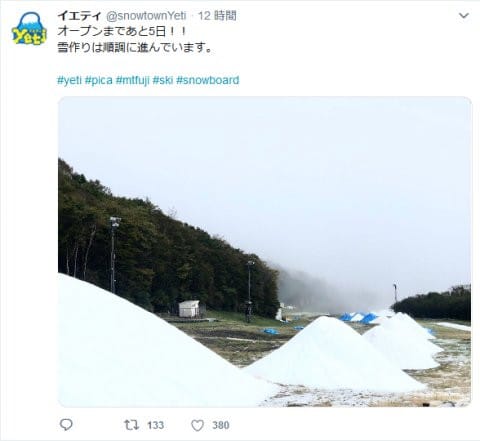 Yeti
イエティ @snowtownYeti · 12 時間
オープンまであと5日！！
雪作りは順調に進んでいます。
#yeti #pica #mtfuji #ski #snowboard
133 380